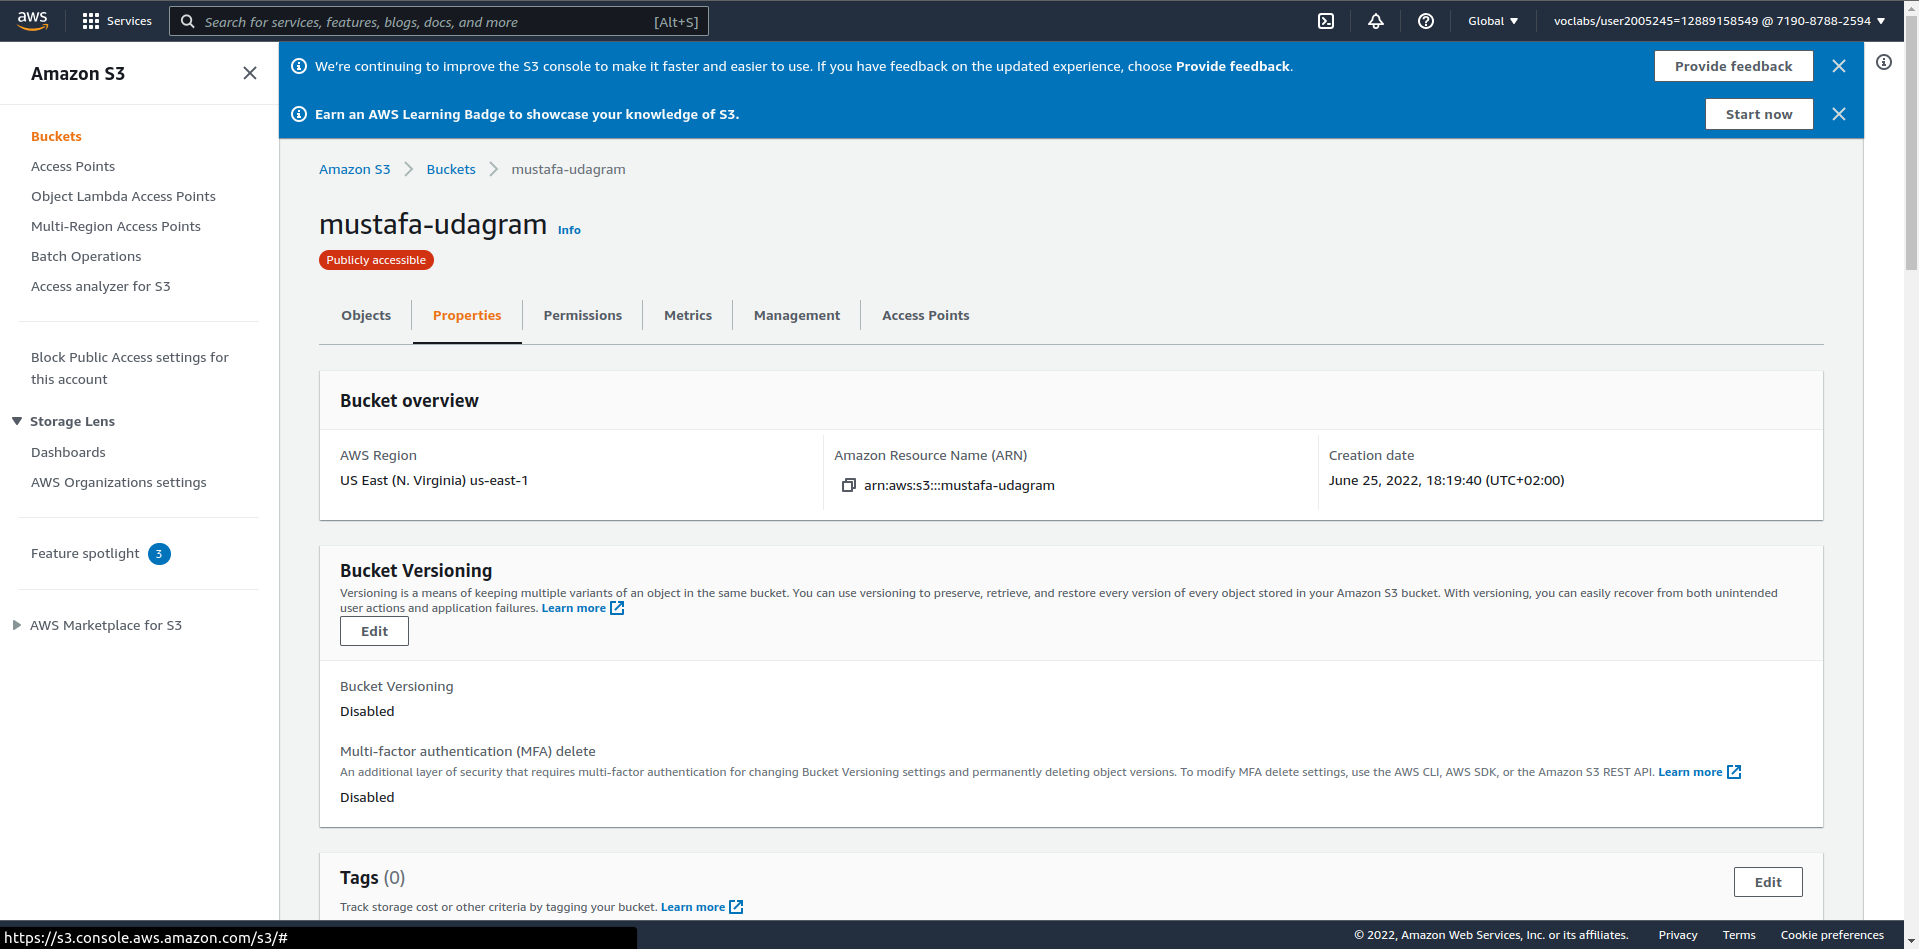 aws
Services
Search for services, features, blogs, docs, and more
[Alt+S]
Global
voclabs/user2005245=12889158549 @ 7190-8788-2594
Amazon S3
Buckets
Access Points
Object Lambda Access Points
Multi-Region Access Points
Batch Operations
Access analyzer for S3
Block Public Access settings for
this account
Storage Lens
Dashboards
AWS Organizations settings
Feature spotlight 3
AWS Marketplace for S3
We're continuing to improve the S3 console to make it faster and easier to use. If you have feedback on the updated experience, choose Provide feedback.
Provide feedback
Earn an AWS Learning Badge to showcase your knowledge of S3.
Start now
Amazon S3
Buckets
mustafa-udagram
mustafa-udagram
Info
Publicly accessible
Objects
Properties
Permissions
Metrics
Management
Access Points
Bucket overview
AWS Region
US East (N. Virginia) us-east-1
Amazon Resource Name (ARN)
arn:aws:s3:::mustafa-udagram
Creation date
June 25, 2022, 18:19:40 (UTC+02:00)
Bucket Versioning
Versioning is a means of keeping multiple variants of an object in the same bucket. You can use versioning to preserve, retrieve, and restore every version of every object stored in your Amazon S3 bucket. With versioning, you can easily recover from both unintended
user actions and application failures. Learn more
Edit
Bucket Versioning
Disabled
Multi-factor authentication (MFA) delete
An additional layer of security that requires multi-factor authentication for changing Bucket Versioning settings and permanently deleting object versions. To modify MFA delete settings, use the AWS CLI, AWS SDK, or the Amazon S3 REST API. Learn more
Disabled
Tags (0)
Edit
Track storage cost or other criteria by tagging your bucket. Learn more
https://s3.console.aws.amazon.com/s3/#
© 2022, Amazon Web Services, Inc. or its affiliates.
Privacy
Terms
Cookie preferences